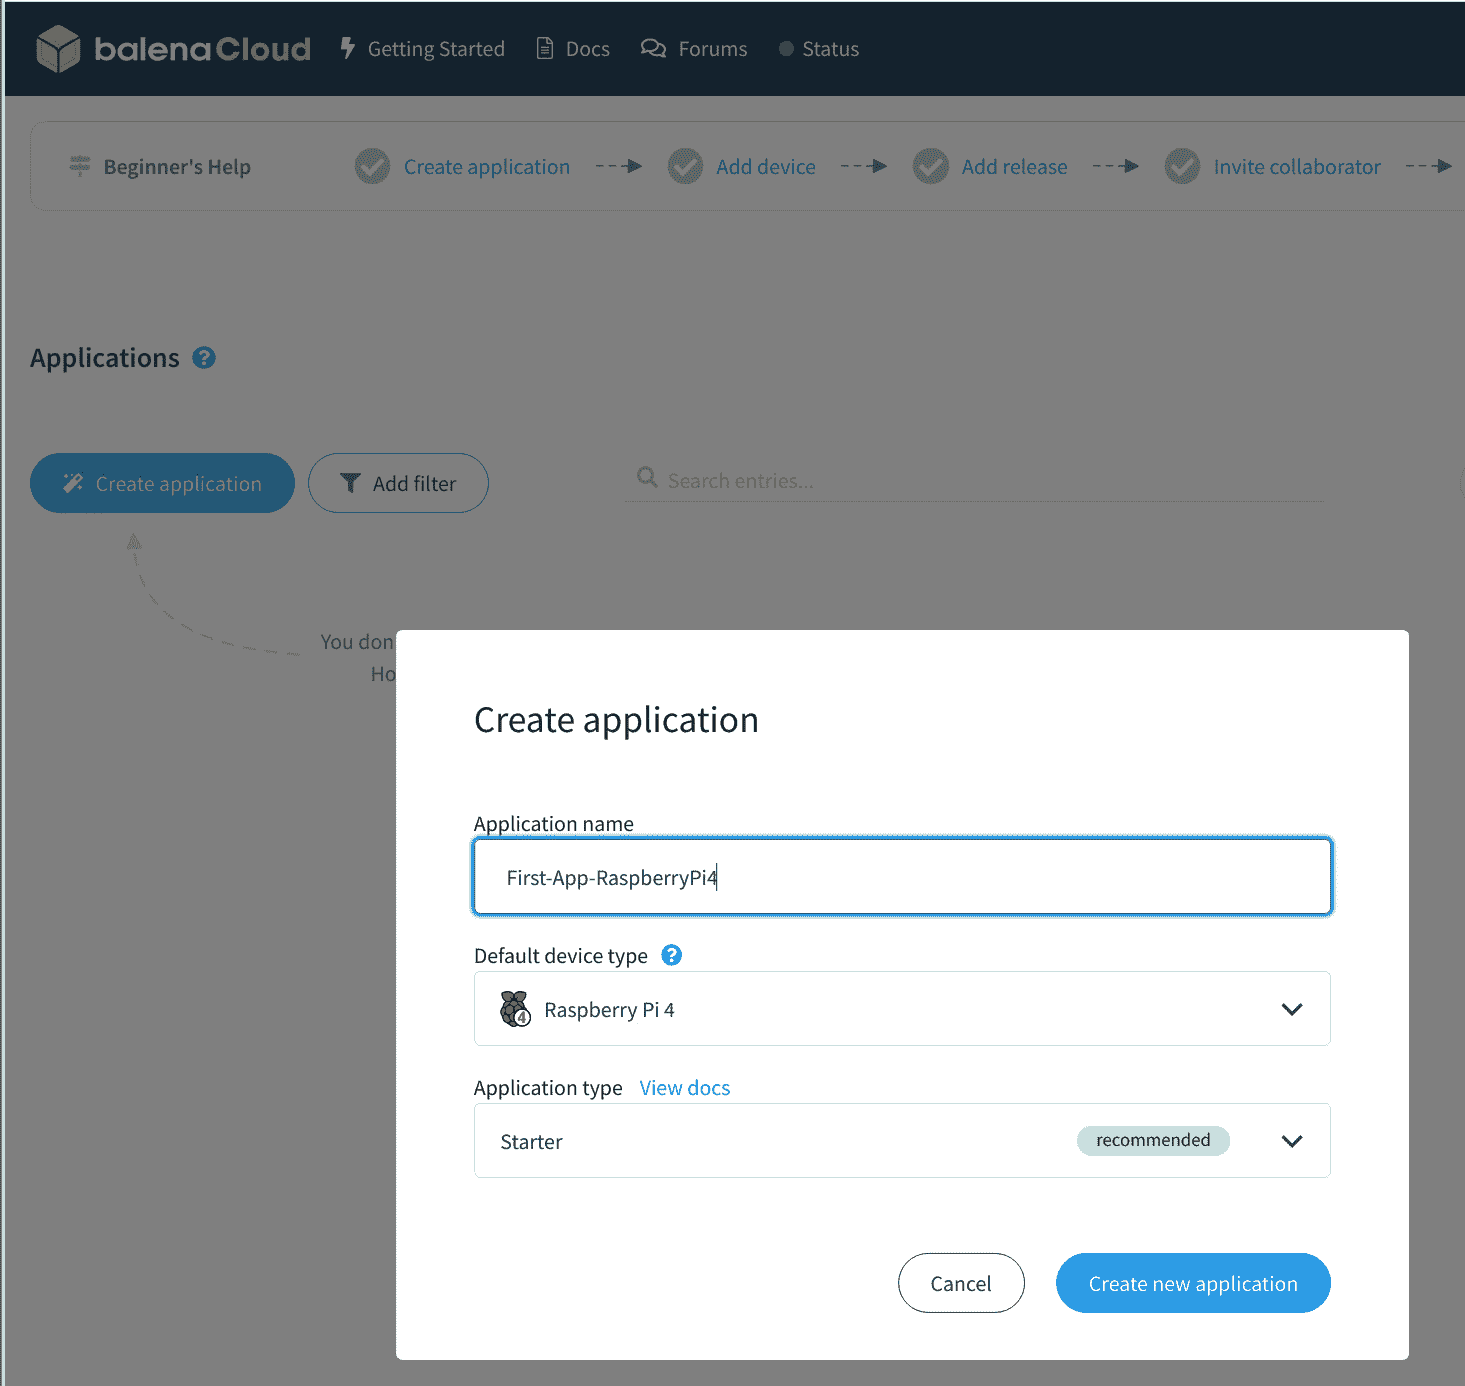 balenaCloud Getting Started Docs Forums Status
Beginner's Help Create application Add device Add release Invite collaborator
Applications ?
Create application Add filter Search entries...
You don
Ho
Create application
Application name
First-App-RaspberryPi4
Default device type ?
4 Raspberry Pi 4
Application type View docs
Starter recommended
Cancel Create new application